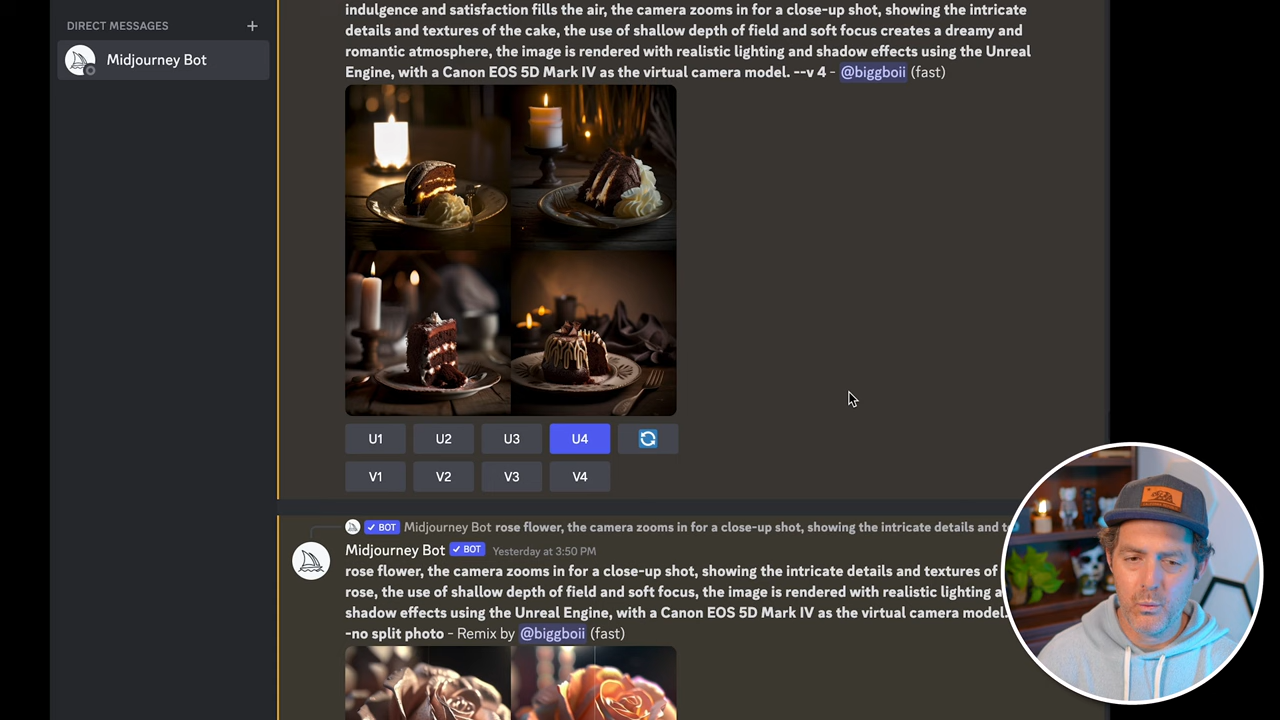 DIRECT MESSAGES +
Midjourney Bot
indulgence and satisfaction fills the air, the camera zooms in for a close-up shot, showing the intricate
details and textures of the cake, the use of shallow depth of field and soft focus creates a dreamy and
romantic atmosphere, the image is rendered with realistic lighting and shadow effects using the Unreal
Engine, with a Canon EOS 5D Mark IV as the virtual camera model. --v 4 - @biggboii (fast)
U1 U2 U3 U4
V1 V2 V3 V4
BOT Midjourney Bot rose flower, the camera zooms in for a close-up shot, showing the intricate details and
Midjourney Bot BOT Yesterday at 3:50 PM
rose flower, the camera zooms in for a close-up shot, showing the intricate details and textures of
rose, the use of shallow depth of field and soft focus, the image is rendered with realistic lighting
shadow effects using the Unreal Engine, with a Canon EOS 5D Mark IV as the virtual camera model.
-no split photo - Remix by @biggboii (fast)